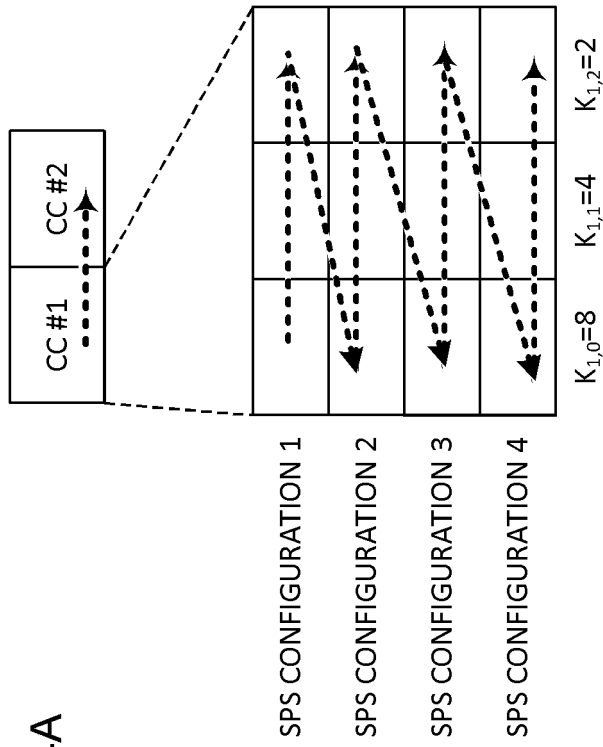 A
CC #1
CC #2
SPS CONFIGURATION 1
SPS CONFIGURATION 2
SPS CONFIGURATION 3
SPS CONFIGURATION 4
K1,0=8
K1,1=4
K1,2=2